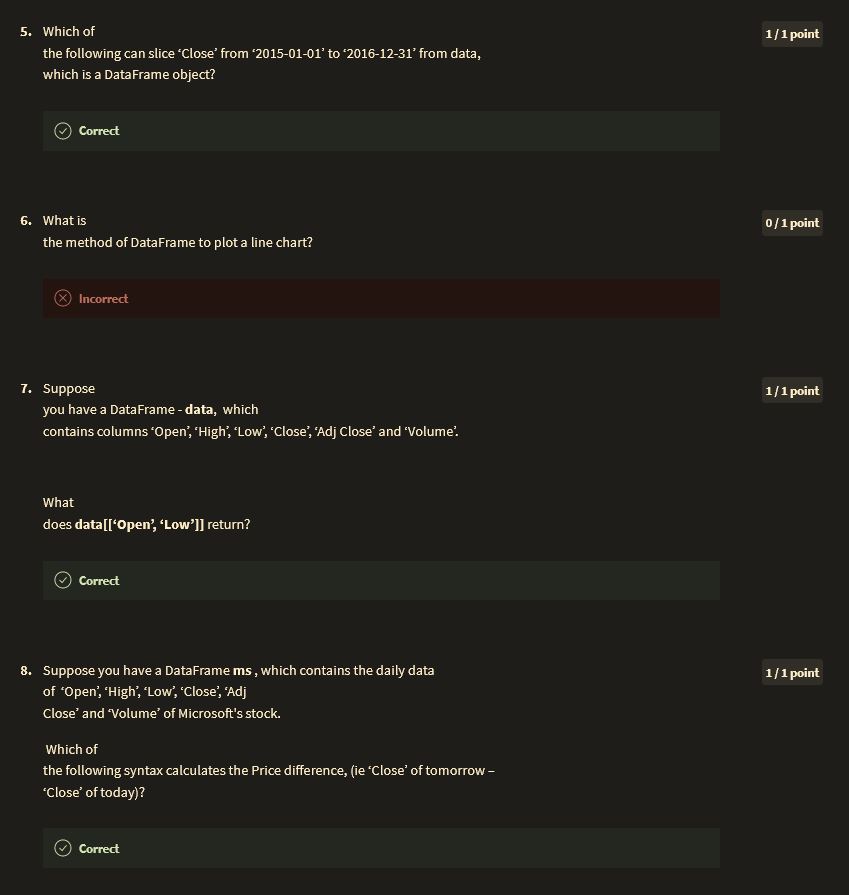 5. Which of
1 / 1 point
the following can slice ‘Close’ from ‘2015-01-01’ to ‘2016-12-31’ from data,
which is a DataFrame object?
Correct
6. What is
0 / 1 point
the method of DataFrame to plot a line chart?
Incorrect
7. Suppose
1 / 1 point
you have a DataFrame - data, which
contains columns ‘Open’, ‘High’, ‘Low’, ‘Close’, ‘Adj Close’ and ‘Volume’.
What
does data[[‘Open’, ‘Low’]] return?
Correct
8. Suppose you have a DataFrame ms , which contains the daily data
1 / 1 point
of ‘Open’, ‘High’, ‘Low’, ‘Close’, ‘Adj
Close’ and ‘Volume’ of Microsoft's stock.
Which of
the following syntax calculates the Price difference, (ie ‘Close’ of tomorrow –
‘Close’ of today)?
Correct